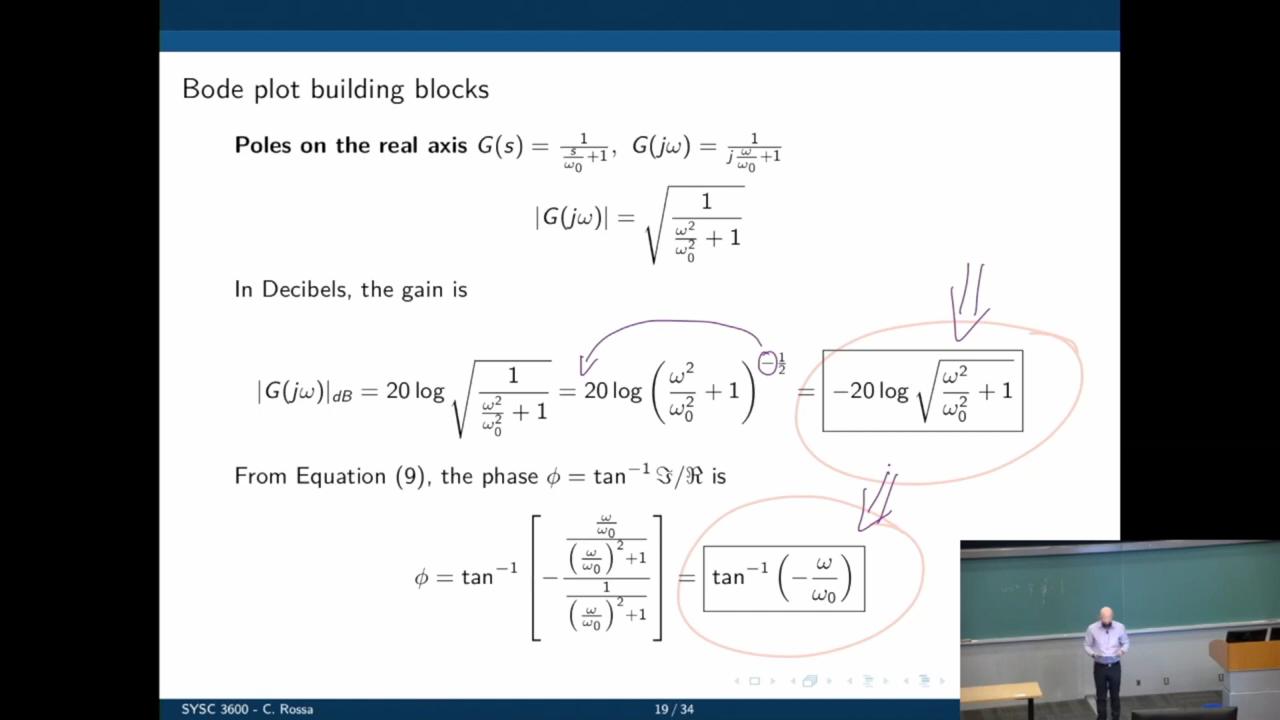 Bode plot building blocks
Poles on the real axis G(s) = 1/(s/ω₀ + 1), G(jω) = 1/(j ω/ω₀ + 1)
|G(jω)| = √(1/(ω²/ω₀² + 1))
In Decibels, the gain is
|G(jω)|dB = 20 log √(1/(ω²/ω₀² + 1)) = 20 log (ω²/ω₀² + 1)^(−1/2) = −20 log √(ω²/ω₀² + 1)
From Equation (9), the phase ϕ = tan⁻¹ ℑ/ℜ is
ϕ = tan⁻¹ [− ((ω/ω₀)/((ω/ω₀)² + 1))/(1/((ω/ω₀)² + 1))] = tan⁻¹ (−ω/ω₀)
SYSC 3600 - C. Rossa
19 / 34